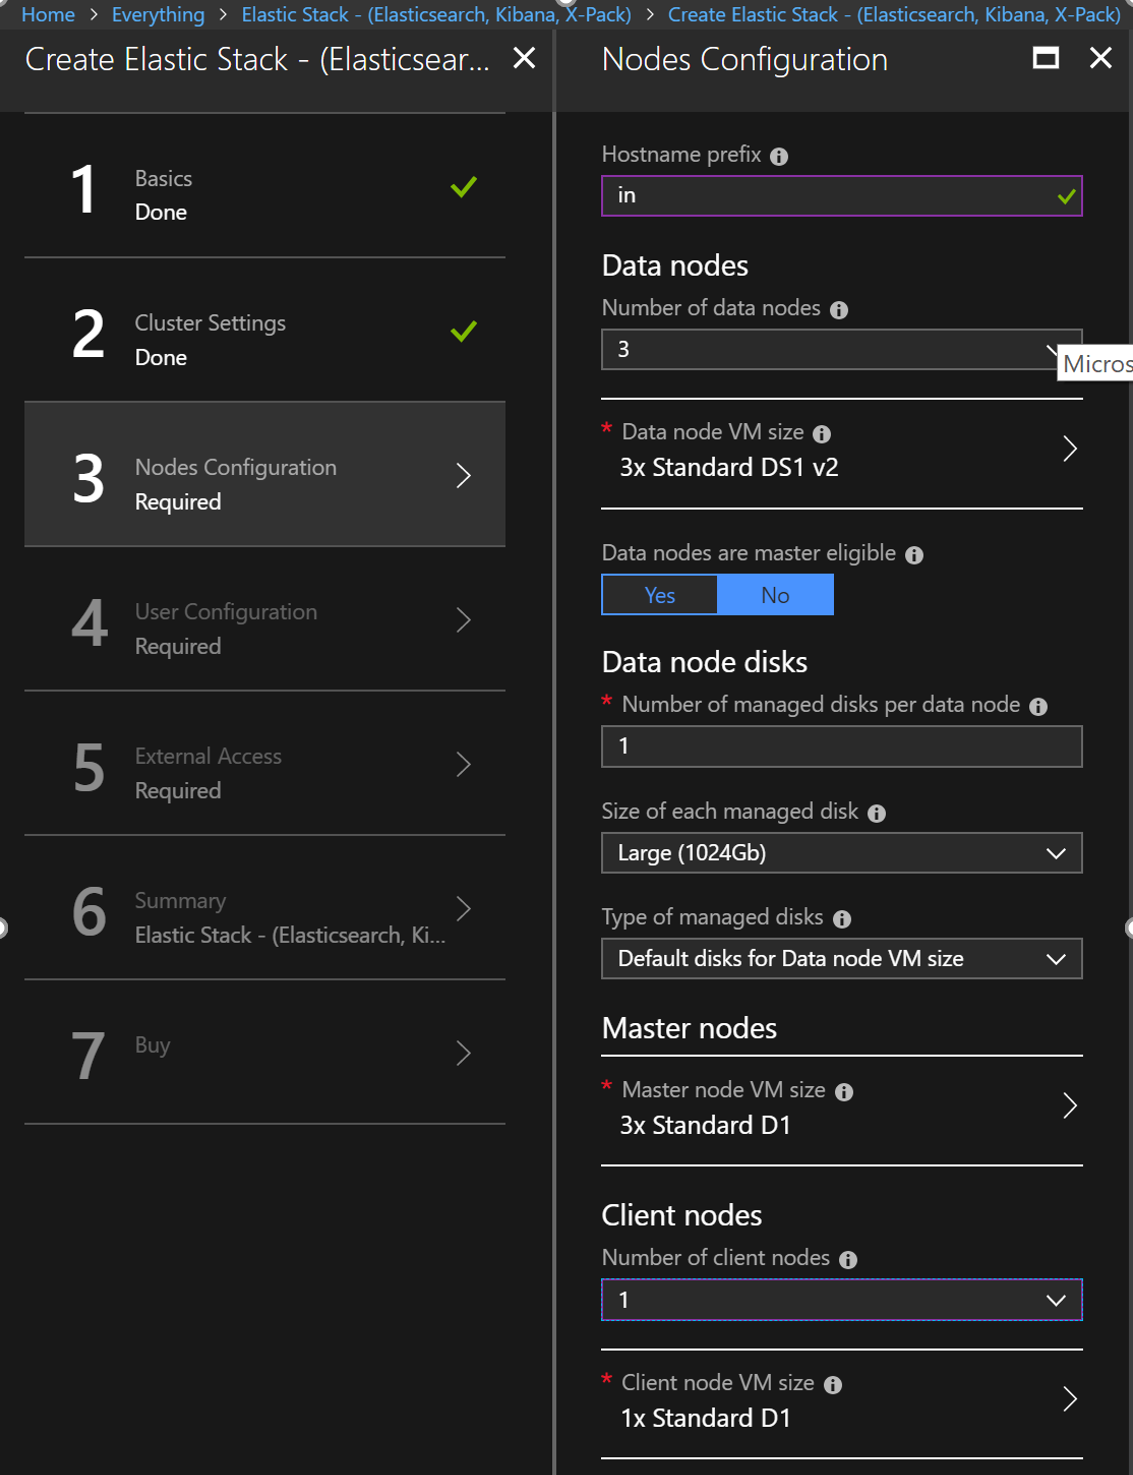 Home > Everything > Elastic Stack - (Elasticsearch, Kibana, X-Pack) > Create Elastic Stack - (Elasticsearch, Kibana, X-Pack)
Create Elastic Stack - (Elasticsear...
1
Basics
Done
2
Cluster Settings
Done
3
Nodes Configuration
Required
4
User Configuration
Required
5
External Access
Required
6
Summary
Elastic Stack - (Elasticsearch, Ki...
7
Buy
Nodes Configuration
Hostname prefix
in
Data nodes
Number of data nodes
3
Micros
* Data node VM size
3x Standard DS1 v2
Data nodes are master eligible
Yes No
Data node disks
* Number of managed disks per data node
1
Size of each managed disk
Large (1024Gb)
Type of managed disks
Default disks for Data node VM size
Master nodes
* Master node VM size
3x Standard D1
Client nodes
Number of client nodes
1
* Client node VM size
1x Standard D1